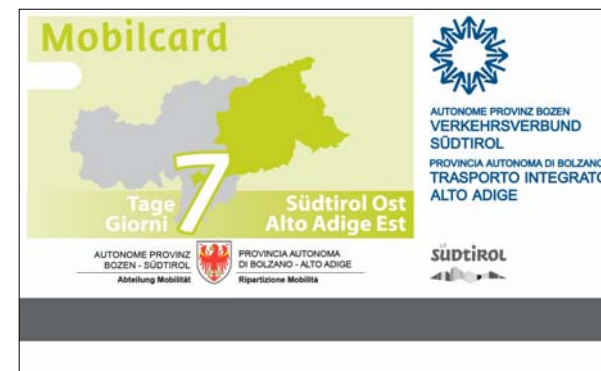 Mobilcard
7
Tage
Giorni
Südtirol Ost
Alto Adige Est
AUTONOME PROVINZ
BOZEN - SÜDTIROL
Abteilung Mobilität
PROVINCIA AUTONOMA
DI BOLZANO - ALTO ADIGE
Ripartizione Mobilità
AUTONOME PROVINZ BOZEN
VERKEHRSVERBUND
SÜDTIROL
PROVINCIA AUTONOMA DI BOLZANO
TRASPORTO INTEGRATO
ALTO ADIGE
SÜDTIROL